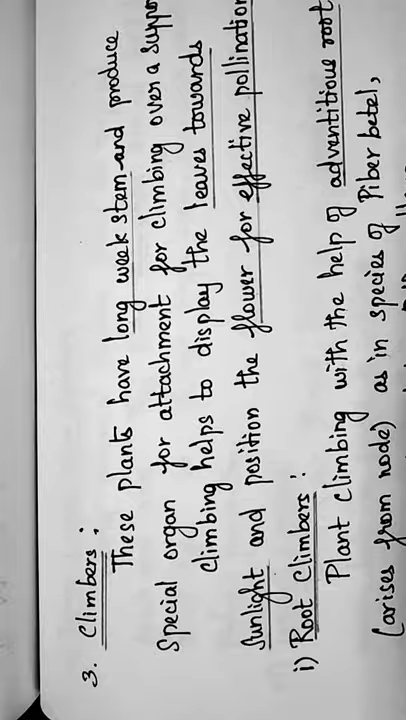 3. Climbers :
These plants have long week stem and produce
Special organ for attachment for climbing over a
climbing helps to display the leaves towards
Sunlight and position the flower for effective pollination
i) Root Climbers :
Plant climbing with the help of adventitious root
(arises from node) as in species of Piber betel,